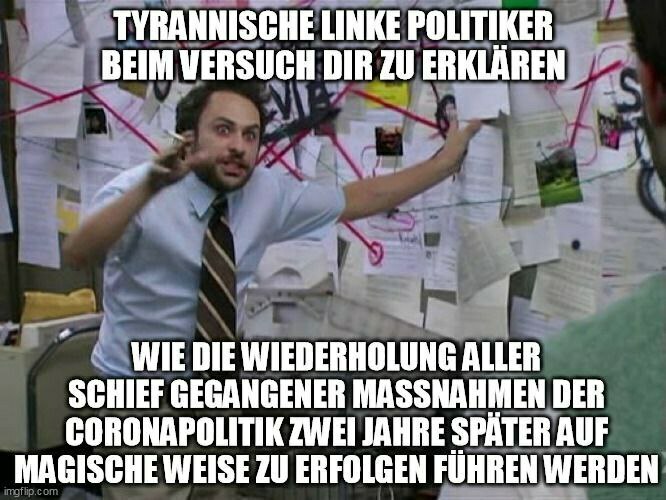 TYRANNISCHE LINKE POLITIKER
BEIM VERSUCH DIR ZU ERKLÄREN
WIE DIE WIEDERHOLUNG ALLER
SCHIEF GEGANGENER MASSNAHMEN DER
CORONAPOLITIK ZWEI JAHRE SPÄTER AUF
MAGISCHE WEISE ZU ERFOLGEN FÜHREN WERDEN
imgflip.com